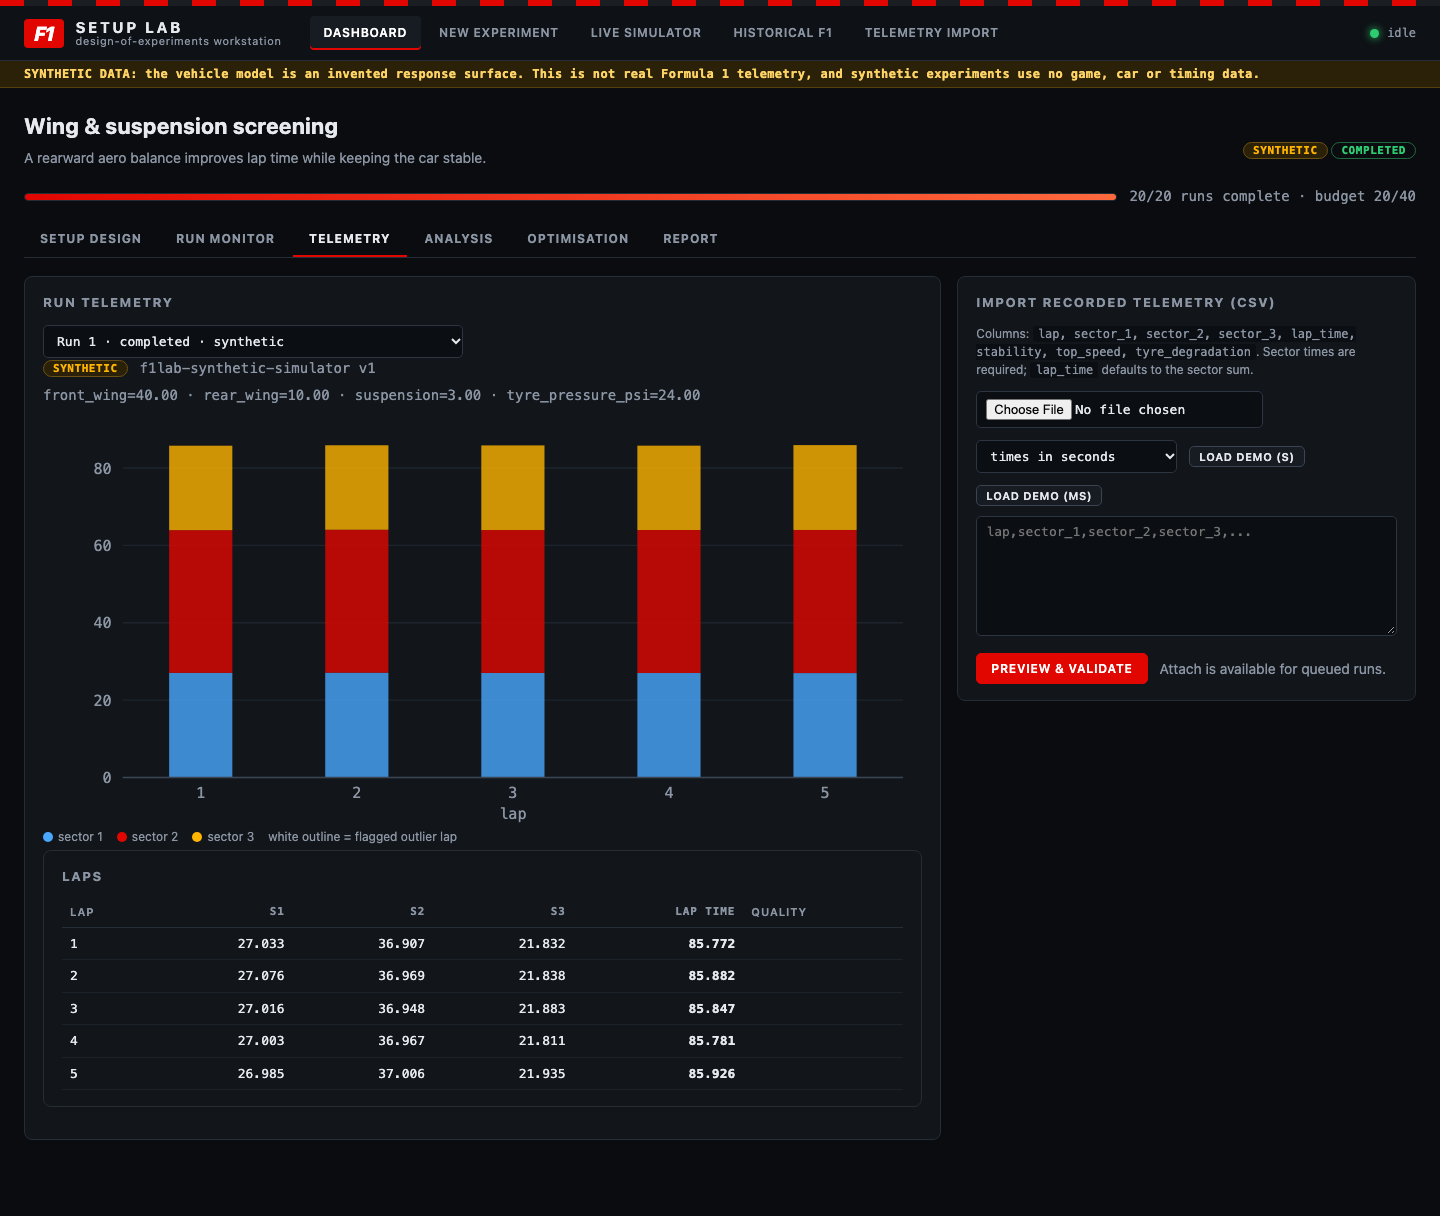 F1
SETUP LAB
design-of-experiments workstation
DASHBOARD
NEW EXPERIMENT
LIVE SIMULATOR
HISTORICAL F1
TELEMETRY IMPORT
idle
SYNTHETIC DATA: the vehicle model is an invented response surface. This is not real Formula 1 telemetry, and synthetic experiments use no game, car or timing data.
Wing & suspension screening
A rearward aero balance improves lap time while keeping the car stable.
SYNTHETIC
COMPLETED
20/20 runs complete · budget 20/40
SETUP DESIGN
RUN MONITOR
TELEMETRY
ANALYSIS
OPTIMISATION
REPORT
RUN TELEMETRY
Run 1 · completed · synthetic
SYNTHETIC f1lab-synthetic-simulator v1
front_wing=40.00 · rear_wing=10.00 · suspension=3.00 · tyre_pressure_psi=24.00
80
60
40
20
0
1 2 3 4 5
lap
sector 1 sector 2 sector 3 white outline = flagged outlier lap
LAPS
LAP S1 S2 S3 LAP TIME QUALITY
1 27.033 36.907 21.832 85.772
2 27.076 36.969 21.838 85.882
3 27.016 36.948 21.883 85.847
4 27.003 36.967 21.811 85.781
5 26.985 37.006 21.935 85.926
IMPORT RECORDED TELEMETRY (CSV)
Columns: lap, sector_1, sector_2, sector_3, lap_time,
stability, top_speed, tyre_degradation . Sector times are
required; lap_time defaults to the sector sum.
Choose File No file chosen
times in seconds
LOAD DEMO (S)
LOAD DEMO (MS)
lap,sector_1,sector_2,sector_3,...
PREVIEW & VALIDATE
Attach is available for queued runs.